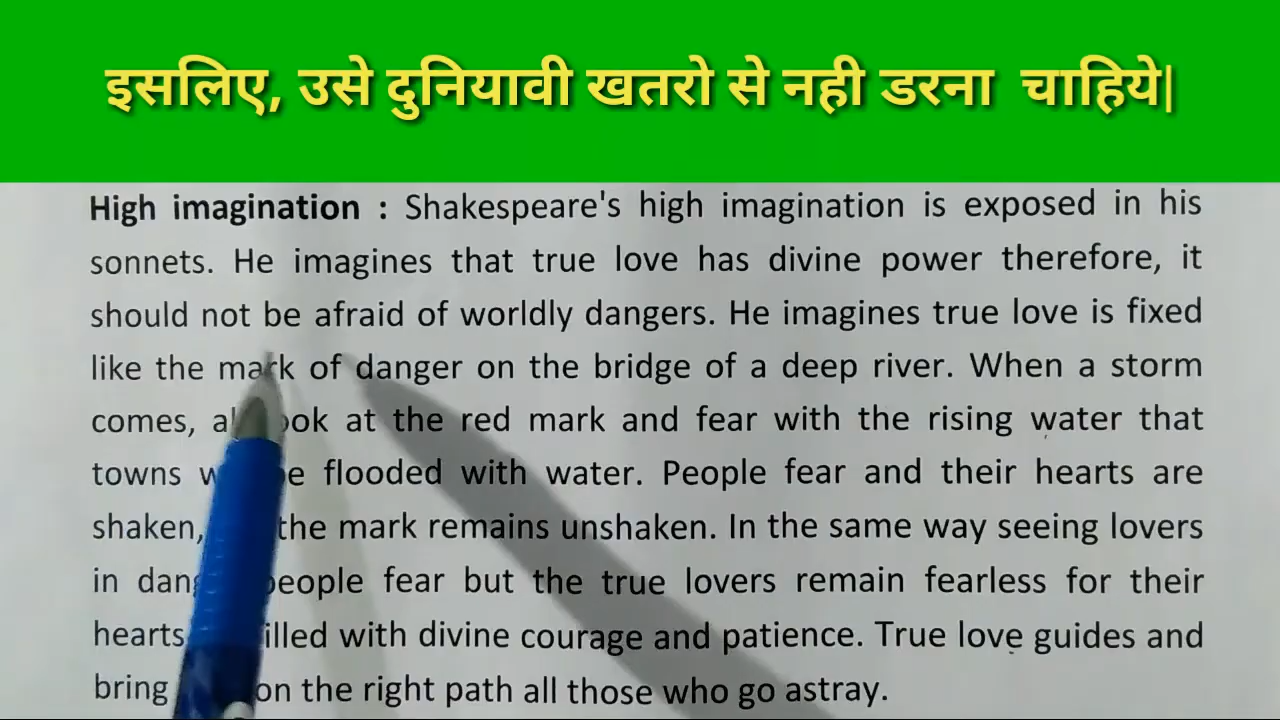 इसलिए, उसे दुनियावी खतरो से नही डरना चाहिये|
High imagination : Shakespeare's high imagination is exposed in his
sonnets. He imagines that true love has divine power therefore, it
should not be afraid of worldly dangers. He imagines true love is fixed
like the mark of danger on the bridge of a deep river. When a storm
comes, at the red mark and fear with the rising water that
towns flooded with water. People fear and their hearts are
shaken, the mark remains unshaken. In the same way seeing lovers
in people fear but the true lovers remain fearless for their
hearts with divine courage and patience. True love guides and
bring on the right path all those who go astray.